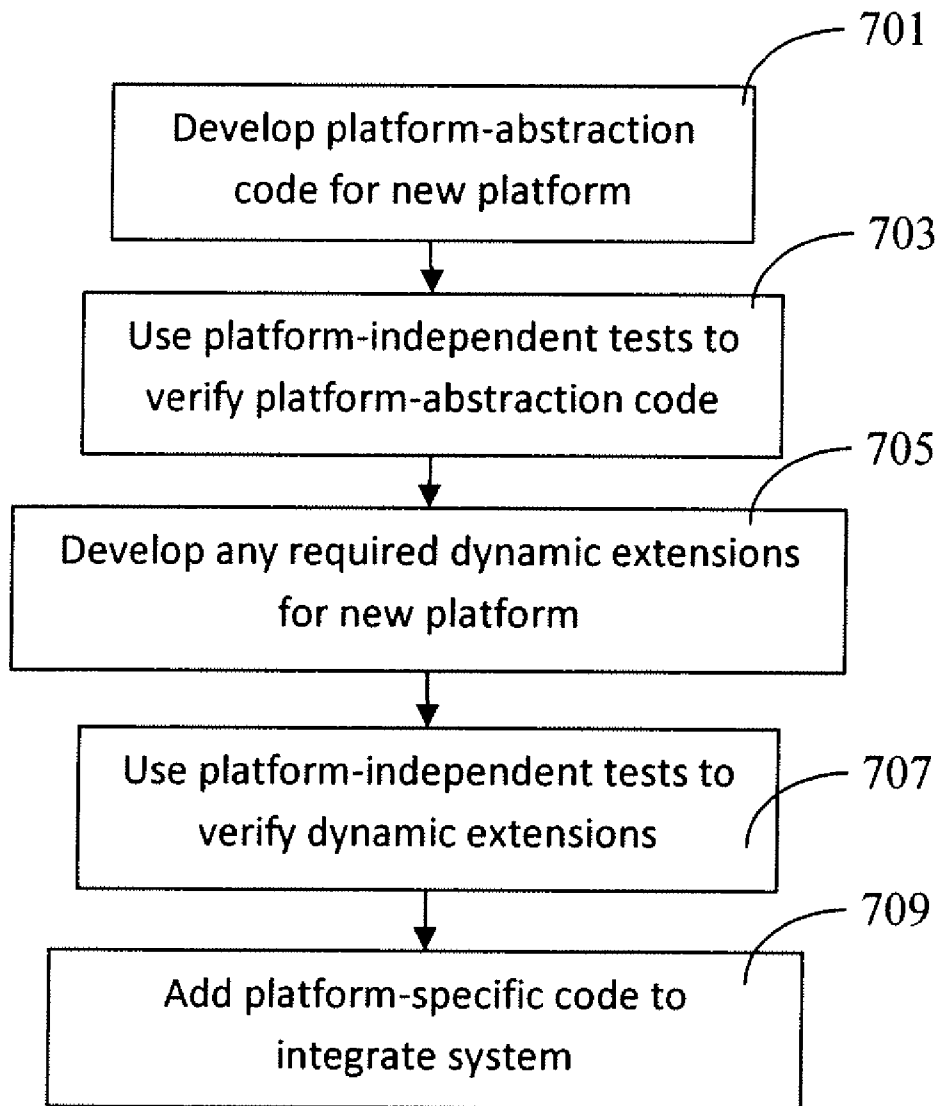 701
Develop platform-abstraction
code for new platform
703
Use platform-independent tests to
verify platform-abstraction code
705
Develop any required dynamic extensions
for new platform
Use platform-independent tests to
707
verify dynamic extensions
709
Add platform-specific code to
integrate system